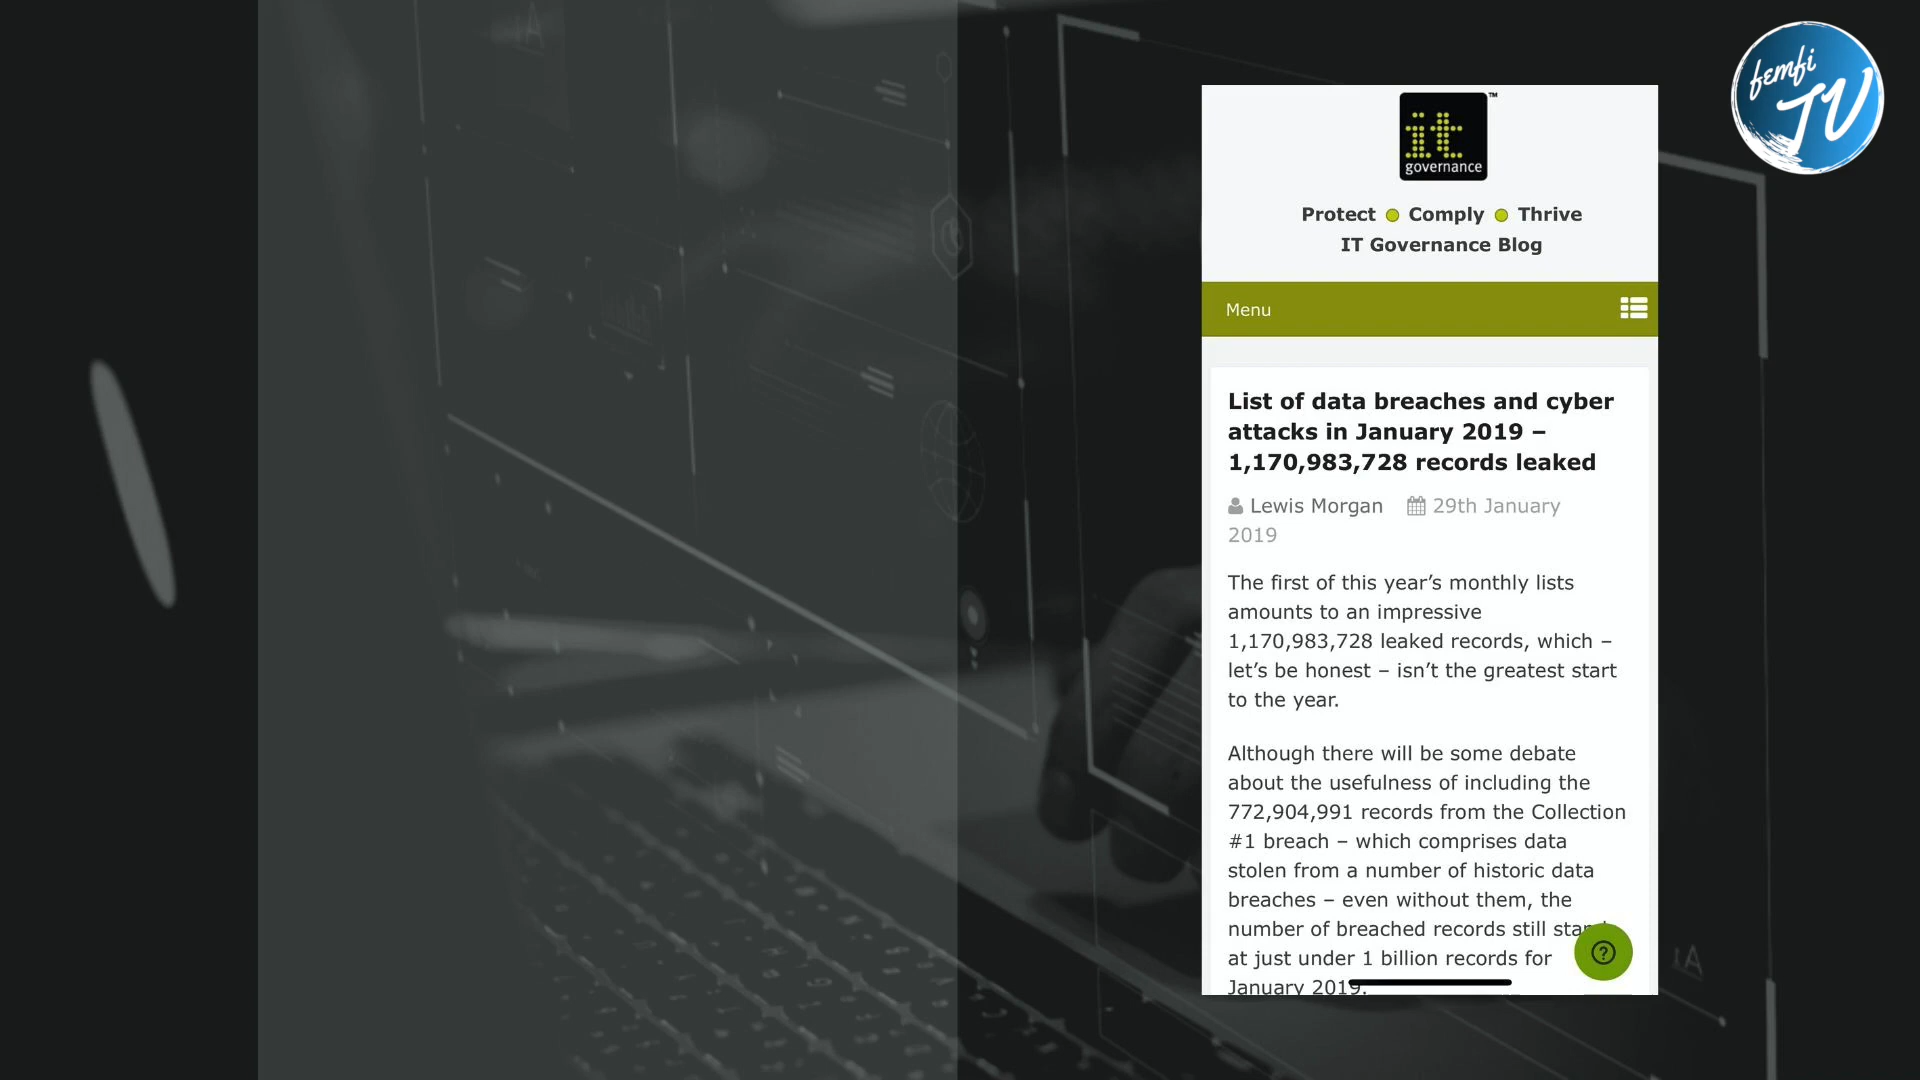 femfi
TV
it
governance
™
Protect Comply Thrive
IT Governance Blog
Menu
List of data breaches and cyber
attacks in January 2019 –
1,170,983,728 records leaked
Lewis Morgan 29th January
2019
The first of this year’s monthly lists
amounts to an impressive
1,170,983,728 leaked records, which –
let’s be honest – isn’t the greatest start
to the year.
Although there will be some debate
about the usefulness of including the
772,904,991 records from the Collection
#1 breach – which comprises data
stolen from a number of historic data
breaches – even without them, the
number of breached records still
at just under 1 billion records for
January 2019.
?